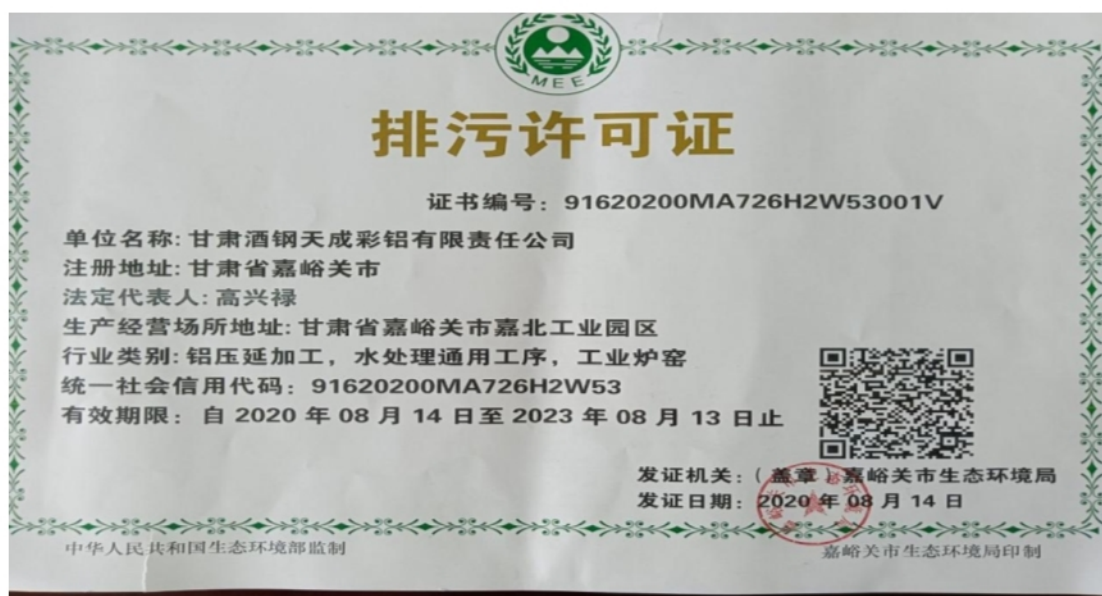 MEE
排污许可证
证书编号：91620200MA726H2W53001V
单位名称:甘肃酒钢天成彩铝有限责任公司
注册地址:甘肃省嘉峪关市
法定代表人:高兴禄
生产经营场所地址:甘肃省嘉峪关市嘉北工业园区
行业类别:铝压延加工，水处理通用工序，工业炉窑
统一社会信用代码：91620200MA726H2W53
有效期限：自 2020 年 08 月 14 日至 2023 年 08 月 13 日止
发证机关：（盖章）嘉峪关市生态环境局
发证日期：2020 年 08 月 14 日
中华人民共和国生态环境部监制
嘉峪关市生态环境局印制